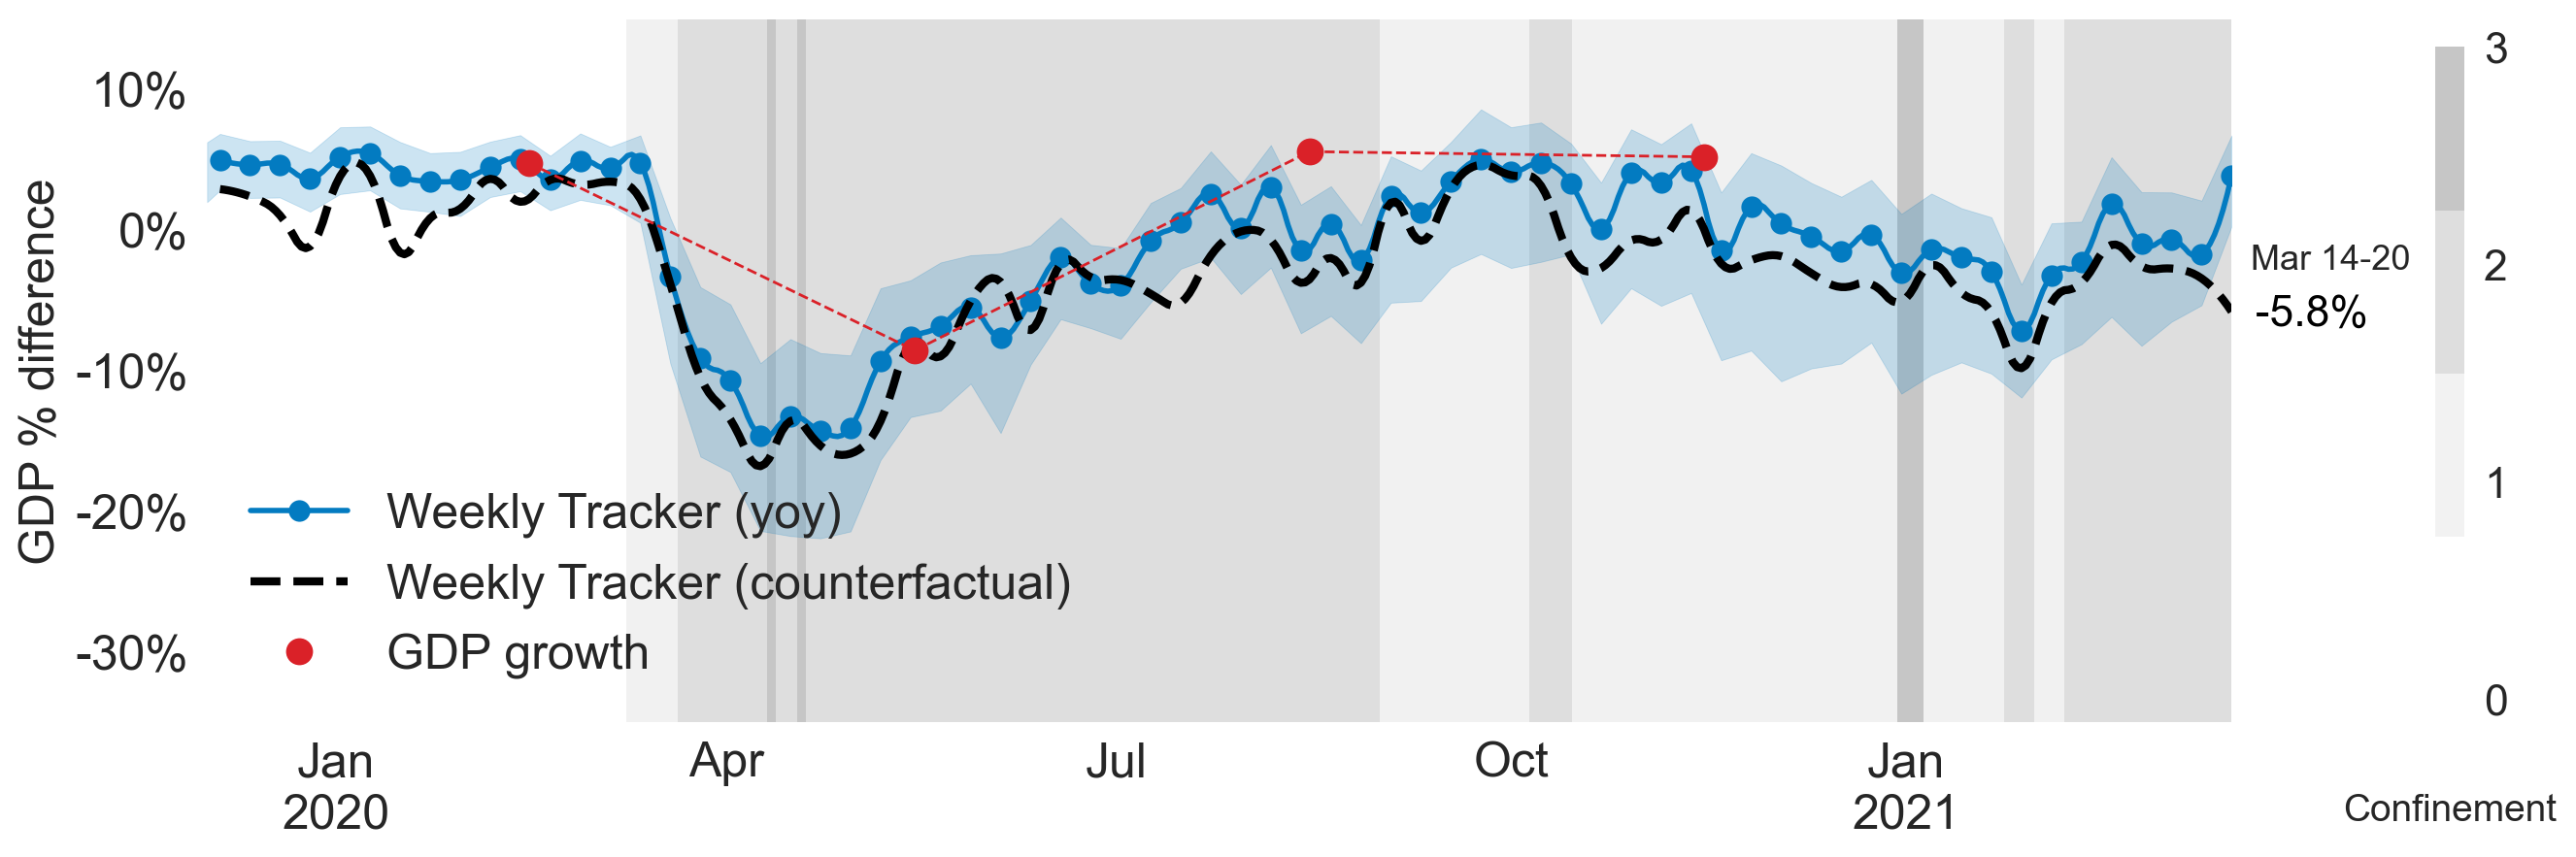 GDP % difference
10%
0%
-10%
-20%
-30%
Weekly Tracker (yoy)
Weekly Tracker (counterfactual)
GDP growth
Jan
2020
Apr
Jul
Oct
Jan
2021
Mar 14-20
-5.8%
3
2
1
0
Confinement